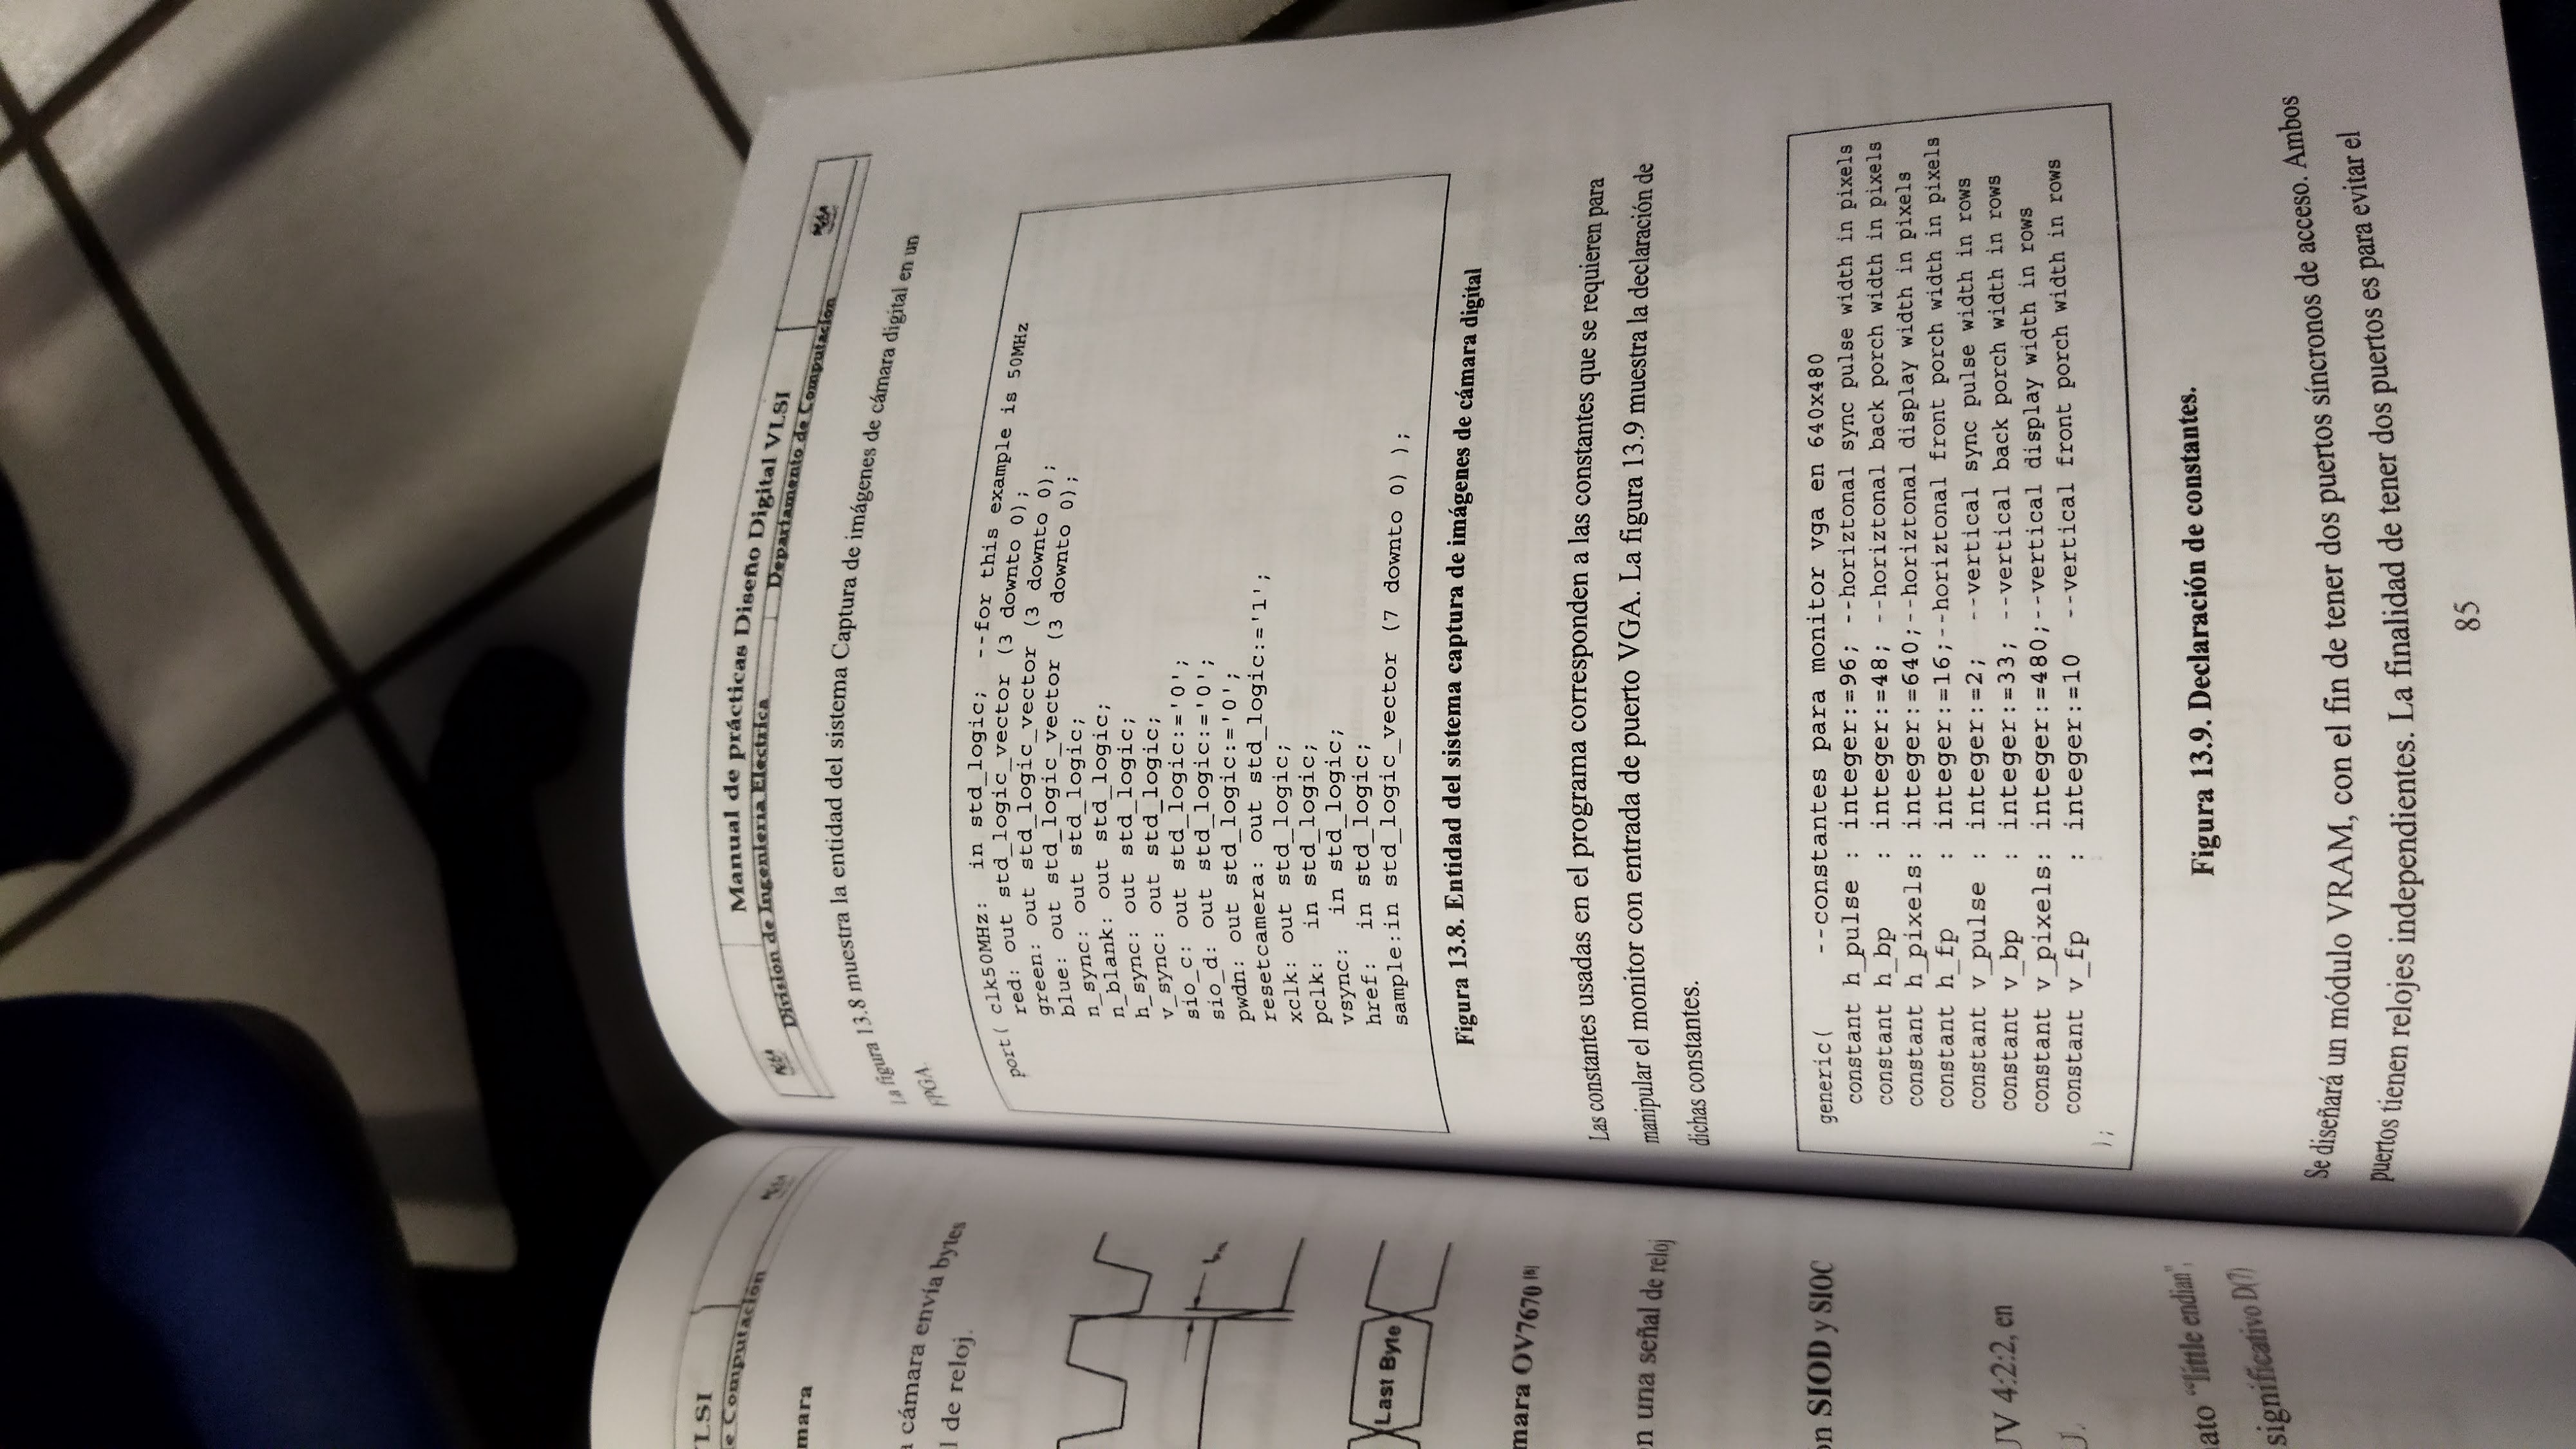 VLSI
de Computación
mara
a cámara envía bytes
l de reloj.
Last Byte
mara OV7670 [8]
n una señal de reloj
ón SIOD y SIOC
UV 4:2:2, en
U.
ato "little endian",
significativo D(7)
Manual de prácticas Diseño Digital VLSI
División de Ingeniería Eléctrica Departamento de Computación
La figura 13.8 muestra la entidad del sistema Captura de imágenes de cámara digital en un
FPGA.
port( clk50MHz: in std_logic; --for this example is 50MHz
red: out std_logic_vector (3 downto 0);
green: out std_logic_vector (3 downto 0);
blue: out std_logic_vector (3 downto 0);
n_sync: out std_logic;
n_blank: out std_logic;
h_sync: out std_logic;
v_sync: out std_logic;
sio_c: out std_logic:='0';
sio_d: out std_logic:='0';
pwdn: out std_logic:='0';
resetcamera: out std_logic:='1';
xclk: out std_logic;
pclk: in std_logic;
vsync: in std_logic;
href: in std_logic;
sample:in std_logic_vector (7 downto 0) );
Figura 13.8. Entidad del sistema captura de imágenes de cámara digital
Las constantes usadas en el programa corresponden a las constantes que se requieren para
manipular el monitor con entrada de puerto VGA. La figura 13.9 muestra la declaración de
dichas constantes.
generic( --constantes para monitor vga en 640x480
constant h_pulse : integer:=96; --horiztonal sync pulse width in pixels
constant h_bp : integer:=48; --horiztonal back porch width in pixels
constant h_pixels: integer:=640;--horiztonal display width in pixels
constant h_fp : integer:=16;--horiztonal front porch width in pixels
constant v_pulse : integer:=2; --vertical sync pulse width in rows
constant v_bp : integer:=33; --vertical back porch width in rows
constant v_pixels: integer:=480;--vertical display width in rows
constant v_fp : integer:=10 --vertical front porch width in rows
);
Figura 13.9. Declaración de constantes.
Se diseñará un módulo VRAM, con el fin de tener dos puertos síncronos de acceso. Ambos
puertos tienen relojes independientes. La finalidad de tener dos puertos es para evitar el
85